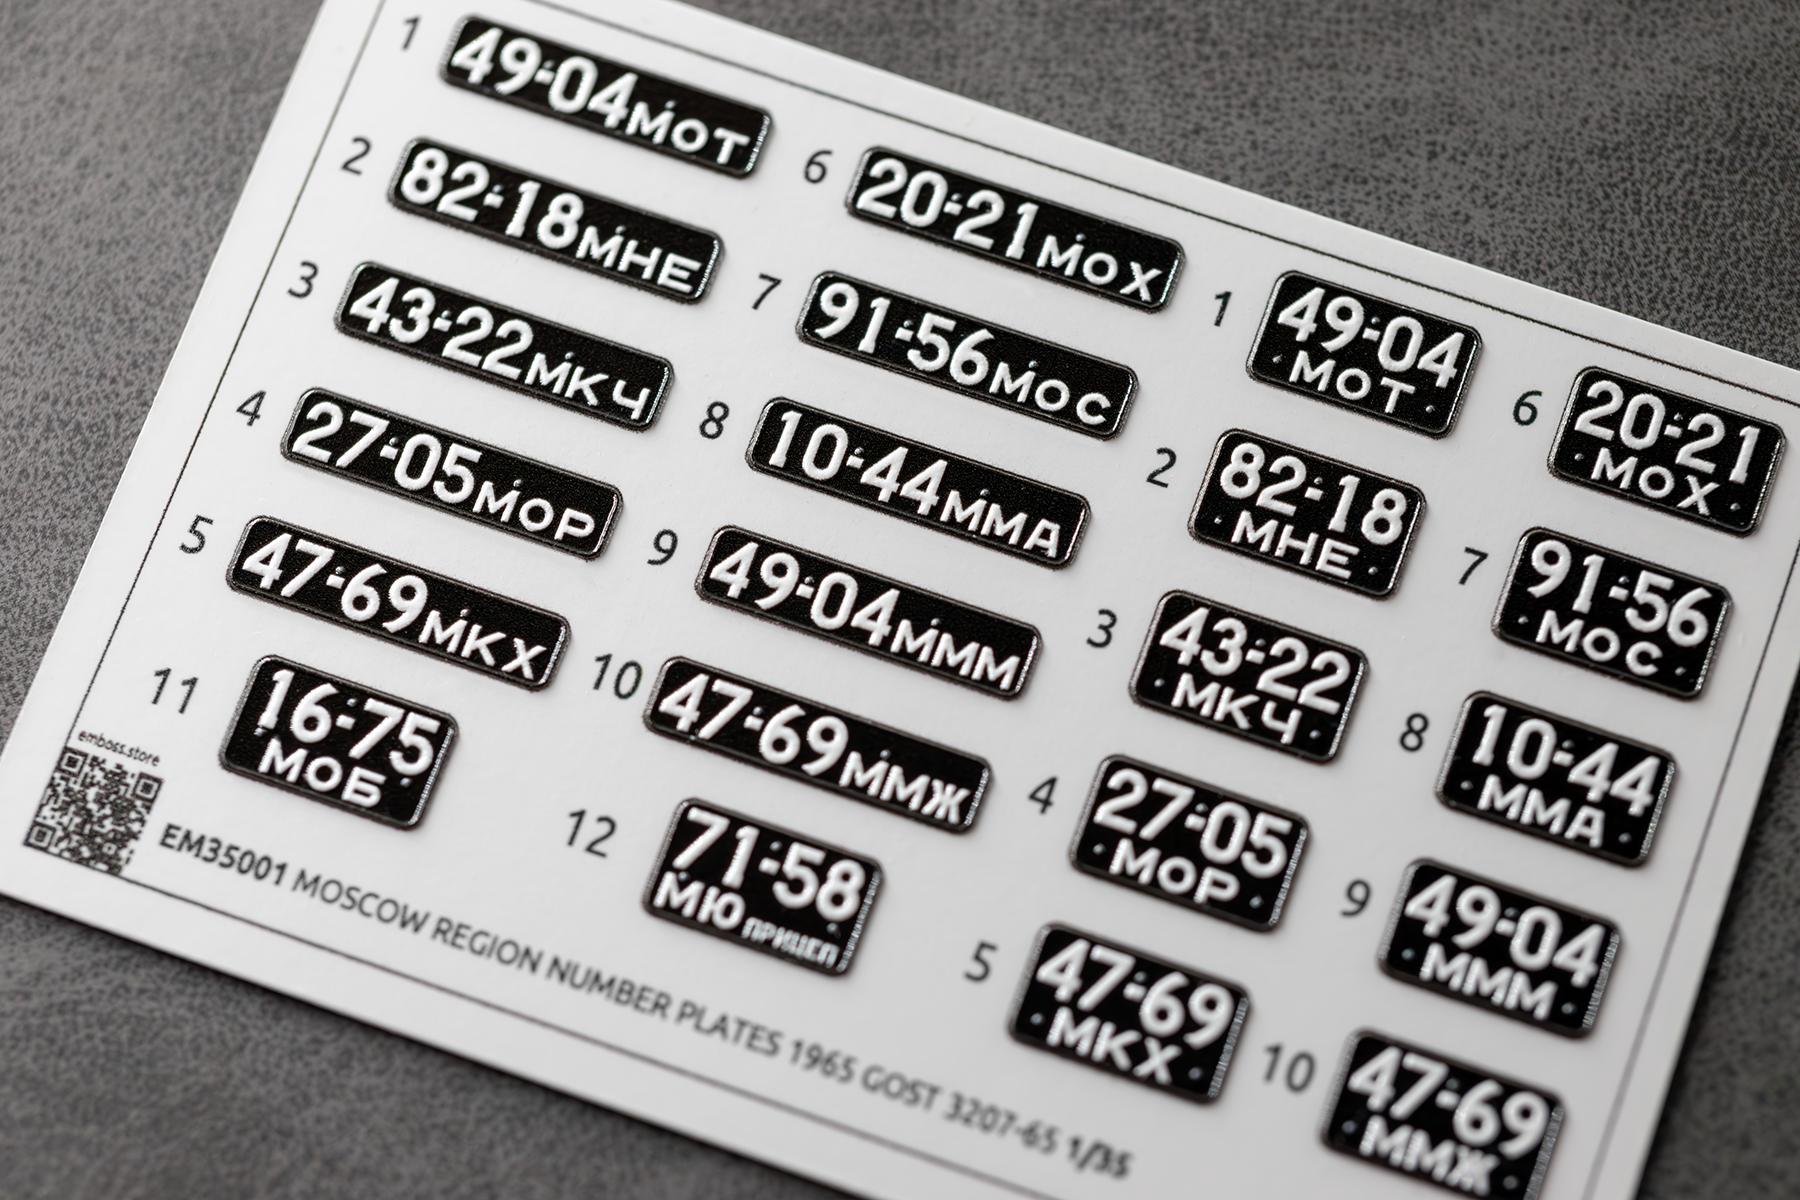 1
49-04 МОТ
2
82-18 МНЕ
3
43-22 МКЧ
4
27-05 МОР
5
47-69 МКХ
6
20-21 МОХ
7
91-56 МОС
8
10-44 ММА
9
49-04 МММ
10
47-69 ММЖ
11
16-75
МОБ
12
71-58
МЮ ПРИЦЕП
1
49-04
МОТ
2
82-18
МНЕ
3
43-22
МКЧ
4
27-05
МОР
5
47-69
МКХ
6
20-21
МОХ
7
91-56
МОС
8
10-44
ММА
9
49-04
МММ
10
47-69
ММЖ
emboss.store
EM35001 MOSCOW REGION NUMBER PLATES 1965 GOST 3207-65 1/35